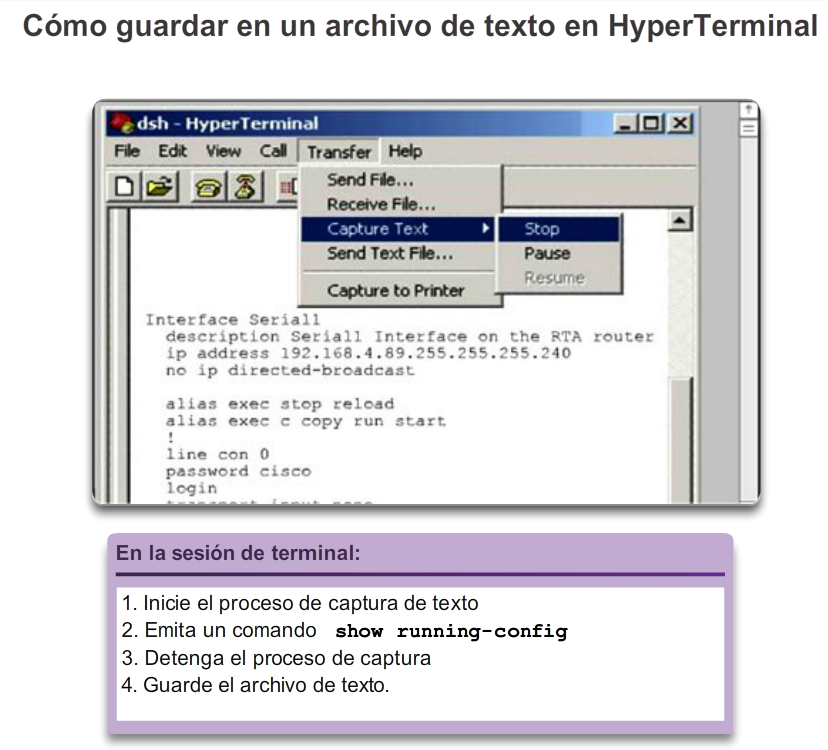 Cómo guardar en un archivo de texto en HyperTerminal
dsh - HyperTerminal
File Edit View Call Transfer Help
Send File...
Receive File...
Capture Text
Stop
Send Text File...
Pause
Resume
Capture to Printer
Interface Serial1
description Serial1 Interface on the RTA router
ip address 192.168.4.89.255.255.255.240
no ip directed-broadcast
alias exec stop reload
alias exec c copy run start
!
line con 0
password cisco
login
transport input none
En la sesión de terminal:
1. Inicie el proceso de captura de texto
2. Emita un comando show running-config
3. Detenga el proceso de captura
4. Guarde el archivo de texto.